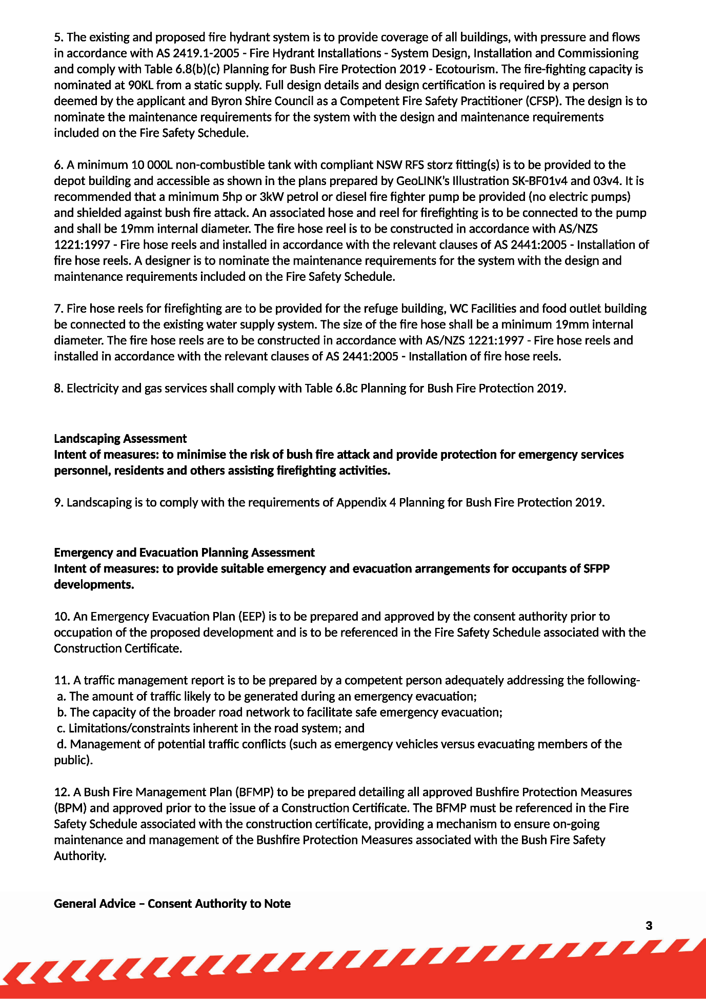 5. The existing and proposed fire hydrant system is to provide coverage of all buildings, with pressure and flows
in accordance with AS 2419.1-2005 - Fire Hydrant Installations - System Design, Installation and Commissioning
and comply with Table 6.8(b)(c) Planning for Bush Fire Protection 2019 - Ecotourism. The fire-fighting capacity is
nominated at 90KL from a static supply. Full design details and design certification is required by a person
deemed by the applicant and Byron Shire Council as a Competent Fire Safety Practitioner (CFSP). The design is to
nominate the maintenance requirements for the system with the design and maintenance requirements
included on the Fire Safety Schedule.
6. A minimum 10 000L non-combustible tank with compliant NSW RFS storz fitting(s) is to be provided to the
depot building and accessible as shown in the plans prepared by GeoLINK's Illustration SK-BF01v4 and 03v4. It is
recommended that a minimum 5hp or 3kW petrol or diesel fire fighter pump be provided (no electric pumps)
and shielded against bush fire attack. An associated hose and reel for firefighting is to be connected to the pump
and shall be 19mm internal diameter. The fire hose reel is to be constructed in accordance with AS/NZS
1221:1997 - Fire hose reels and installed in accordance with the relevant clauses of AS 2441:2005 - Installation of
fire hose reels. A designer is to nominate the maintenance requirements for the system with the design and
maintenance requirements included on the Fire Safety Schedule.
7. Fire hose reels for firefighting are to be provided for the refuge building, WC Facilities and food outlet building
be connected to the existing water supply system. The size of the fire hose shall be a minimum 19mm internal
diameter. The fire hose reels are to be constructed in accordance with AS/NZS 1221:1997 - Fire hose reels and
installed in accordance with the relevant clauses of AS 2441:2005 - Installation of fire hose reels.
8. Electricity and gas services shall comply with Table 6.8c Planning for Bush Fire Protection 2019.
Landscaping Assessment
Intent of measures: to minimise the risk of bush fire attack and provide protection for emergency services
personnel, residents and others assisting firefighting activities.
9. Landscaping is to comply with the requirements of Appendix 4 Planning for Bush Fire Protection 2019.
Emergency and Evacuation Planning Assessment
Intent of measures: to provide suitable emergency and evacuation arrangements for occupants of SFPP
developments.
10. An Emergency Evacuation Plan (EEP) is to be prepared and approved by the consent authority prior to
occupation of the proposed development and is to be referenced in the Fire Safety Schedule associated with the
Construction Certificate.
11. A traffic management report is to be prepared by a competent person adequately addressing the following-
a. The amount of traffic likely to be generated during an emergency evacuation;
b. The capacity of the broader road network to facilitate safe emergency evacuation;
c. Limitations/constraints inherent in the road system; and
d. Management of potential traffic conflicts (such as emergency vehicles versus evacuating members of the
public).
12. A Bush Fire Management Plan (BFMP) to be prepared detailing all approved Bushfire Protection Measures
(BPM) and approved prior to the issue of a Construction Certificate. The BFMP must be referenced in the Fire
Safety Schedule associated with the construction certificate, providing a mechanism to ensure on-going
maintenance and management of the Bushfire Protection Measures associated with the Bush Fire Safety
Authority.
General Advice – Consent Authority to Note
3